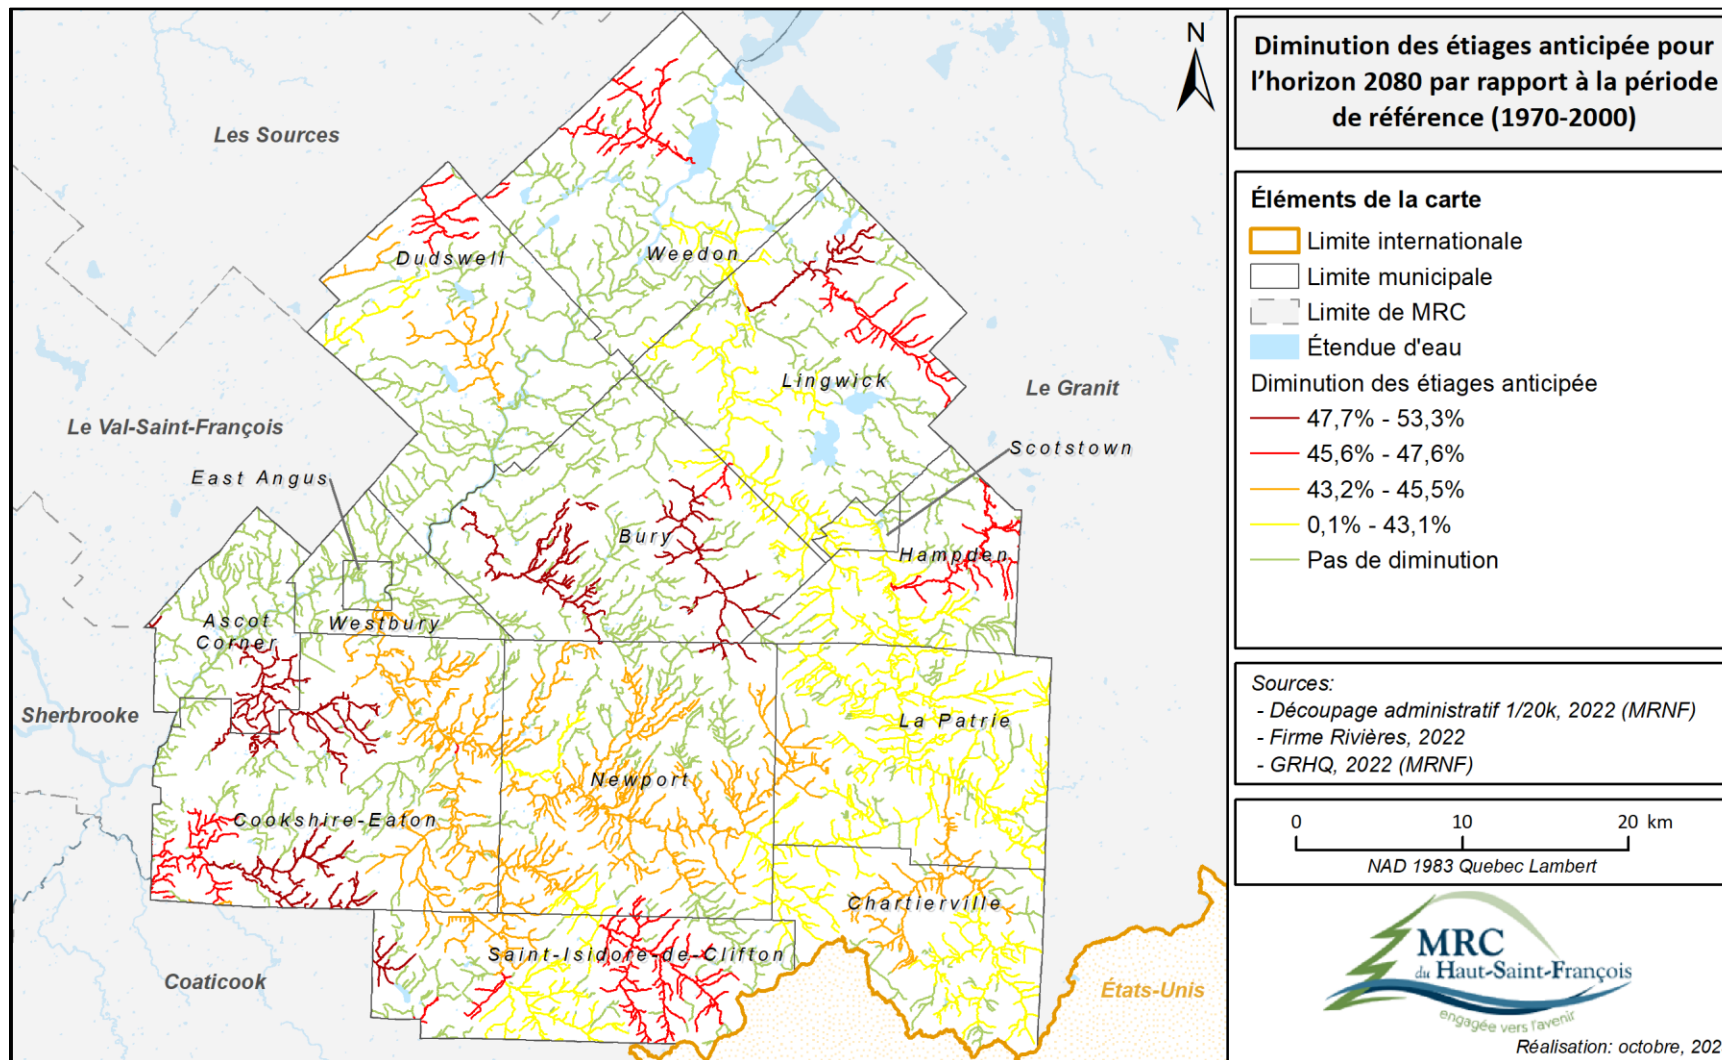 N
Les Sources
Dudswell
Weedon
Lingwick
Le Granit
Le Val-Saint-François
Scotstown
East Angus
Bury
Hampden
Ascot
Corner
Westbury
Sherbrooke
La Patrie
Newport
Cookshire-Eaton
Chartierville
Saint-Isidore-de-Clifton
Coaticook
États-Unis
Diminution des étiages anticipée pour
l'horizon 2080 par rapport à la période
de référence (1970-2000)
Éléments de la carte
Limite internationale
Limite municipale
Limite de MRC
Étendue d'eau
Diminution des étiages anticipée
47,7% - 53,3%
45,6% - 47,6%
43,2% - 45,5%
0,1% - 43,1%
Pas de diminution
Sources:
- Découpage administratif 1/20k, 2022 (MRNF)
- Firme Rivières, 2022
- GRHQ, 2022 (MRNF)
0 10 20 km
NAD 1983 Quebec Lambert
MRC
du Haut-Saint-François
engagée vers l'avenir
Réalisation: octobre, 202